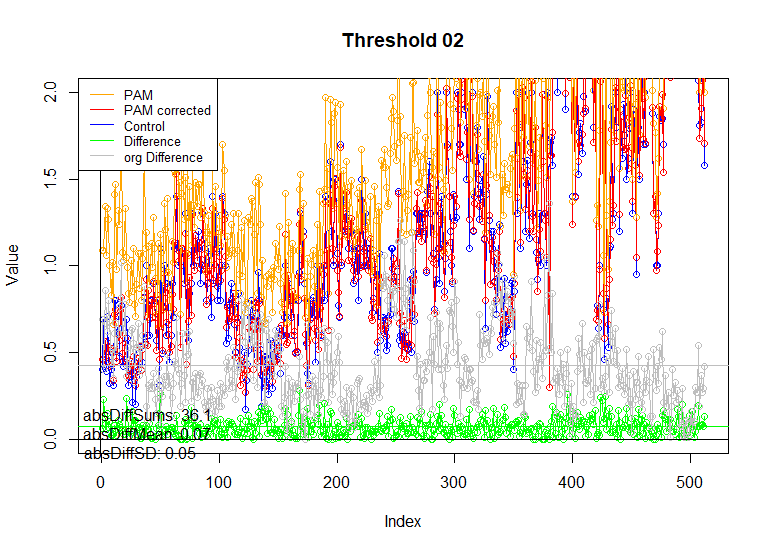 Threshold 02
PAM
PAM corrected
Control
Difference
org Difference
Value
2.0
1.5
1.0
0.5
0.0
absDiffSums: 36.1
absDiffMean: 0.07
absDiffSD: 0.05
0 100 200 300 400 500
Index